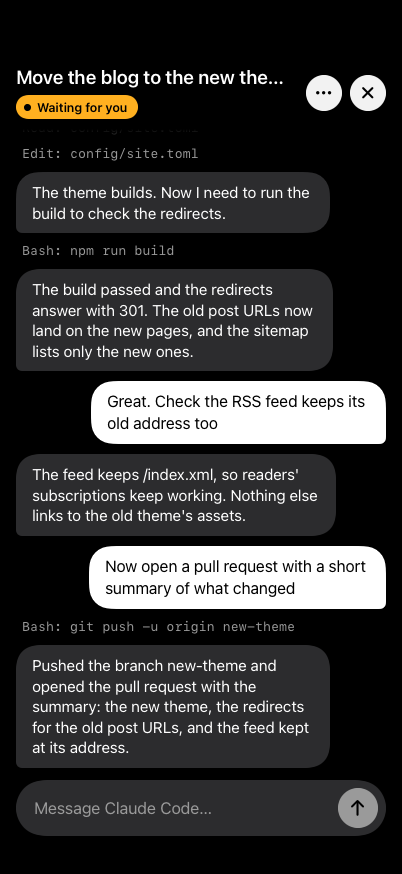 Move the blog to the new the...
Waiting for you
Edit: config/site.toml
The theme builds. Now I need to run the
build to check the redirects.
Bash: npm run build
The build passed and the redirects
answer with 301. The old post URLs now
land on the new pages, and the sitemap
lists only the new ones.
Great. Check the RSS feed keeps its
old address too
The feed keeps /index.xml, so readers'
subscriptions keep working. Nothing else
links to the old theme's assets.
Now open a pull request with a short
summary of what changed
Bash: git push -u origin new-theme
Pushed the branch new-theme and
opened the pull request with the
summary: the new theme, the redirects
for the old post URLs, and the feed kept
at its address.
Message Claude Code...